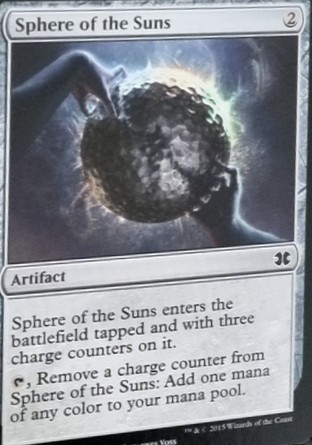 Sphere of the Suns 2
Artifact
Sphere of the Suns enters the
battlefield tapped and with three
charge counters on it.
, Remove a charge counter from
Sphere of the Suns: Add one mana
of any color to your mana pool.
™ & © 2015 Wizards of the Coast
Voss